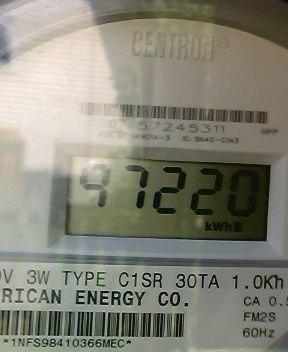 CENTRON®
57245311
HPP
97220
kWh
V 3W TYPE C1SR 30TA 1.0Kh
RICAN ENERGY CO.
CA 0.5
FM2S
*1NFS98410366MEC*
60Hz